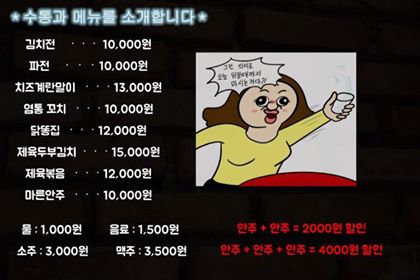 *수통과 메뉴를 소개합니다*
김치전 ···· 10,000원
파전 ···· 10,000원
치즈계란말이 ··· 13,000원
염통 꼬치 ···· 10,000원
닭똥집 ···· 12,000원
제육두부김치 ··· 15,000원
제육볶음 ···· 12,000원
마른안주 ···· 10,000원
물 : 1,000원 음료 : 1,500원
소주 : 3,000원 맥주 : 3,500원
그런 의미로
오늘 뒤질때까지
마시는거다?!
안주 + 안주 = 2000원 할인
안주 + 안주 + 안주 = 4000원 할인